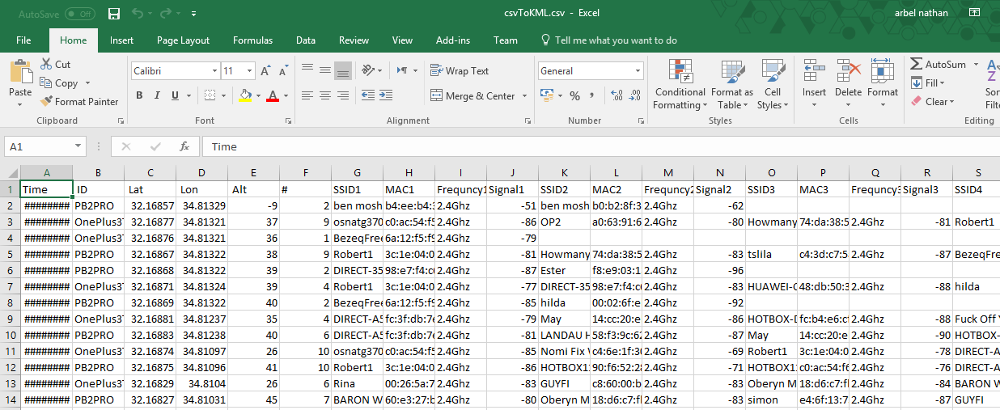 AutoSave Off csvToKML.csv - Excel arbel nathan
File Home Insert Page Layout Formulas Data Review View Add-ins Team Tell me what you want to do
Paste Cut Copy Format Painter Clipboard
Calibri 11 B I U A Font
Wrap Text Merge & Center Alignment
General % , .00 Number
Conditional Formatting Format as Table Cell Styles Styles
Insert Delete Format Cells
AutoSum Fill Clear Editing
A1 fx Time
A B C D E F G H I J K L M N O P Q R S
1 Time ID Lat Lon Alt # SSID1 MAC1 Frequncy1 Signal1 SSID2 MAC2 Frequncy2 Signal2 SSID3 MAC3 Frequncy3 Signal3 SSID4
2 ######## PB2PRO 32.16857 34.81329 -9 2 ben mosh b4:ee:b4:3 2.4Ghz -51 ben mosh b0:b2:8f:3 2.4Ghz -62
3 ######## OnePlus3T 32.16877 34.81321 37 9 osnatg370 c0:ac:54:f5 2.4Ghz -86 OP2 a0:63:91:6 2.4Ghz -80 Howmany 74:da:38:5 2.4Ghz -81 Robert1
4 ######## OnePlus3T 32.16876 34.81321 36 1 BezeqFree 6a:12:f5:f9 2.4Ghz -79
5 ######## PB2PRO 32.16867 34.81322 38 9 Robert1 3c:1e:04:0 2.4Ghz -81 Howmany 74:da:38:5 2.4Ghz -83 tslila c4:3d:c7:5 2.4Ghz -87 BezeqF
6 ######## PB2PRO 32.16868 34.81322 39 2 DIRECT-35 98:e7:f4:c 2.4Ghz -87 Ester f8:e9:03:1 2.4Ghz -96
7 ######## OnePlus3T 32.16871 34.81324 39 4 Robert1 3c:1e:04:0 2.4Ghz -77 DIRECT-35 98:e7:f4:c 2.4Ghz -83 HUAWEI- 48:db:50:3 2.4Ghz -88 hilda
8 ######## PB2PRO 32.16869 34.81322 40 2 BezeqFree 6a:12:f5:f9 2.4Ghz -85 hilda 00:02:6f:e 2.4Ghz -92
9 ######## OnePlus3T 32.16881 34.81237 35 4 DIRECT-A5 fc:3f:db:7e 2.4Ghz -79 May 14:cc:20:e 2.4Ghz -86 HOTBOX- fc:b4:e6:c 2.4Ghz -88 Fuck Off
10 ######## PB2PRO 32.16883 34.81238 40 6 DIRECT-A5 fc:3f:db:7e 2.4Ghz -81 LANDAU 58:f3:9c:62 2.4Ghz -87 May 14:cc:20:e 2.4Ghz -90 HOTBOX-
11 ######## OnePlus3T 32.16874 34.81097 26 10 osnatg370 c0:ac:54:f5 2.4Ghz -85 Nomi Fix c4:6e:1f:30 2.4Ghz -69 Robert1 3c:1e:04:0 2.4Ghz -78 DIRECT-A
12 ######## PB2PRO 32.16875 34.81096 41 10 Robert1 3c:1e:04:0 2.4Ghz -86 HOTBOX1 90:f6:52:28 2.4Ghz -71 HOTBOX1 c0:ac:54:f6 2.4Ghz -76 DIRECT-A
13 ######## OnePlus3T 32.16829 34.8104 26 6 Rina 00:26:5a:7 2.4Ghz -83 GUYFI c8:60:00:b 2.4Ghz -83 Oberyn M 18:d6:c7:f 2.4Ghz -84 BARON W
14 ######## PB2PRO 32.16827 34.81031 45 7 BARON W 60:e3:27:b 2.4Ghz -80 Oberyn M 18:d6:c7:f 2.4Ghz -83 simon e4:6f:13:7 2.4Ghz -87 GUYFI